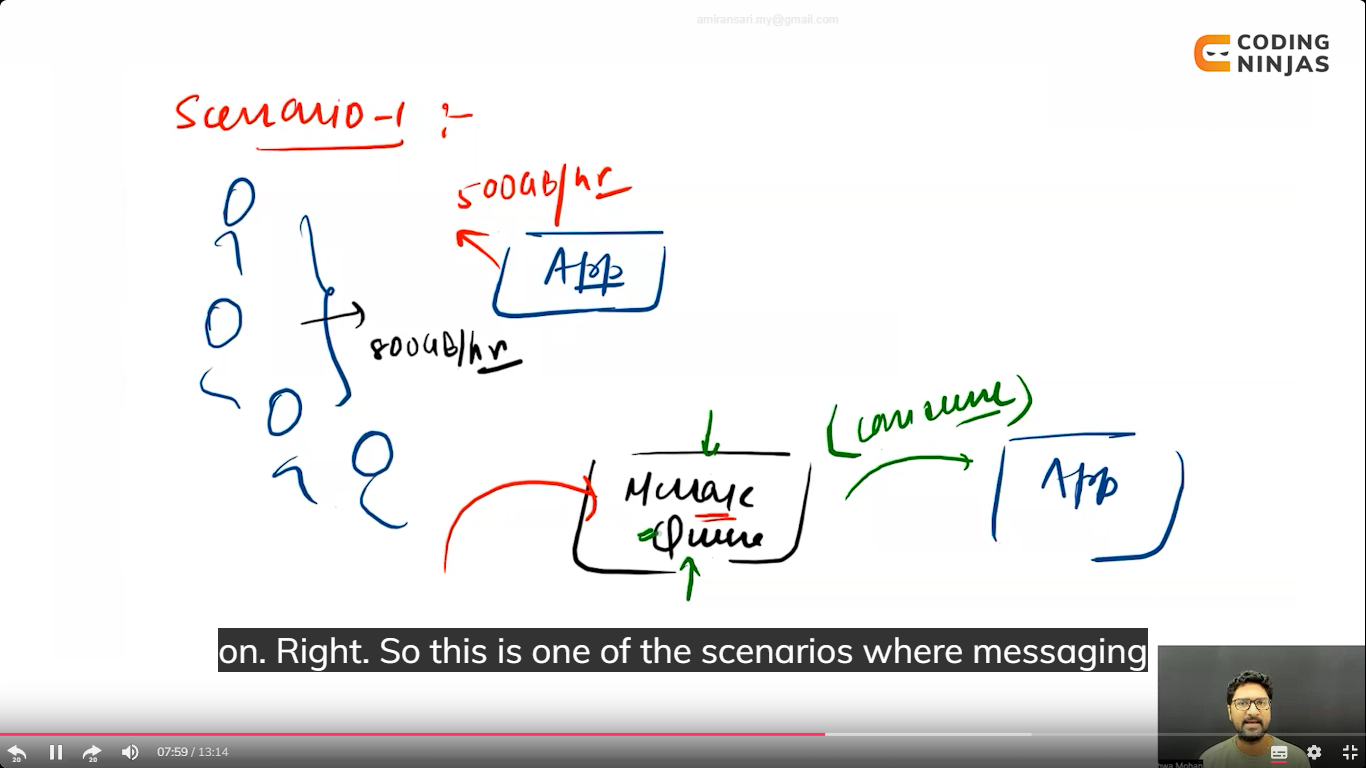 amiransari.my@gmail.com
CODING
NINJAS
Scenario-1 :-
500GB/hr
App
800GB/hr
(consume)
Message
Queue
App
on. Right. So this is one of the scenarios where messaging
20
20
07:59 / 13:14